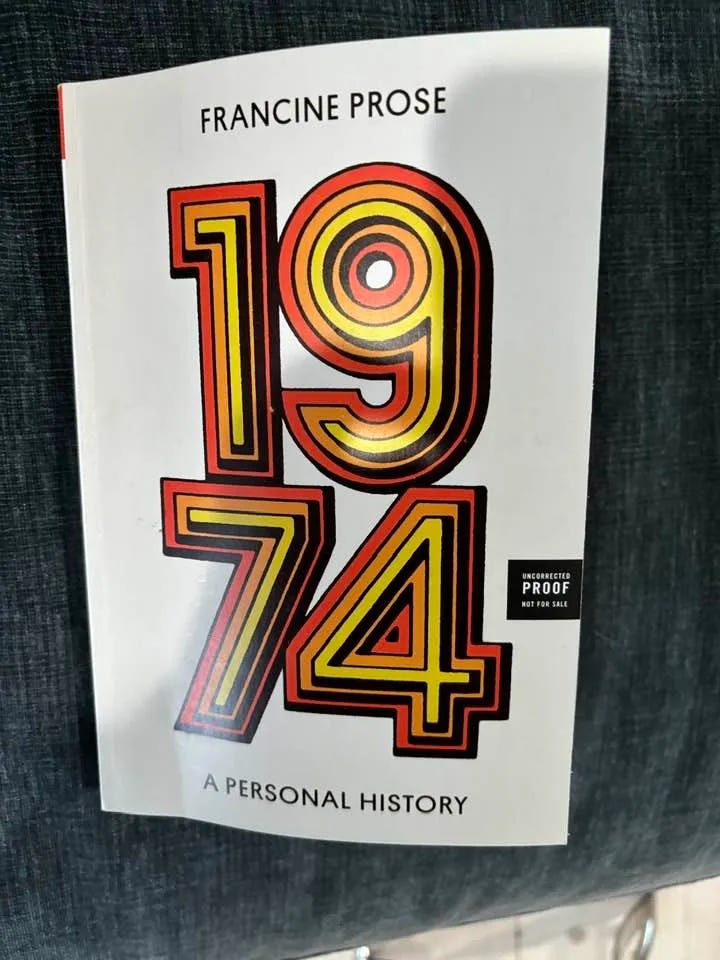 FRANCINE PROSE
19
74
UNCORRECTED
PROOF
NOT FOR SALE
A PERSONAL HISTORY